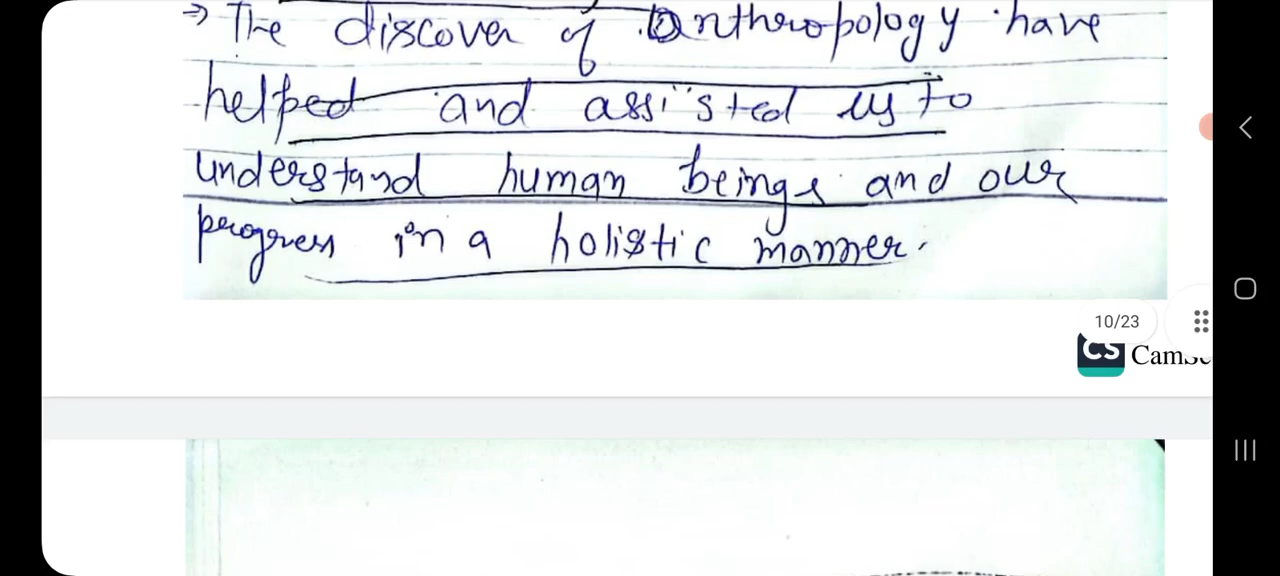 ⇒ The discover of Anthropology have
helped and assisted us to
understand human beings and our
progress in a holistic manner.
10/23
CS CamSc